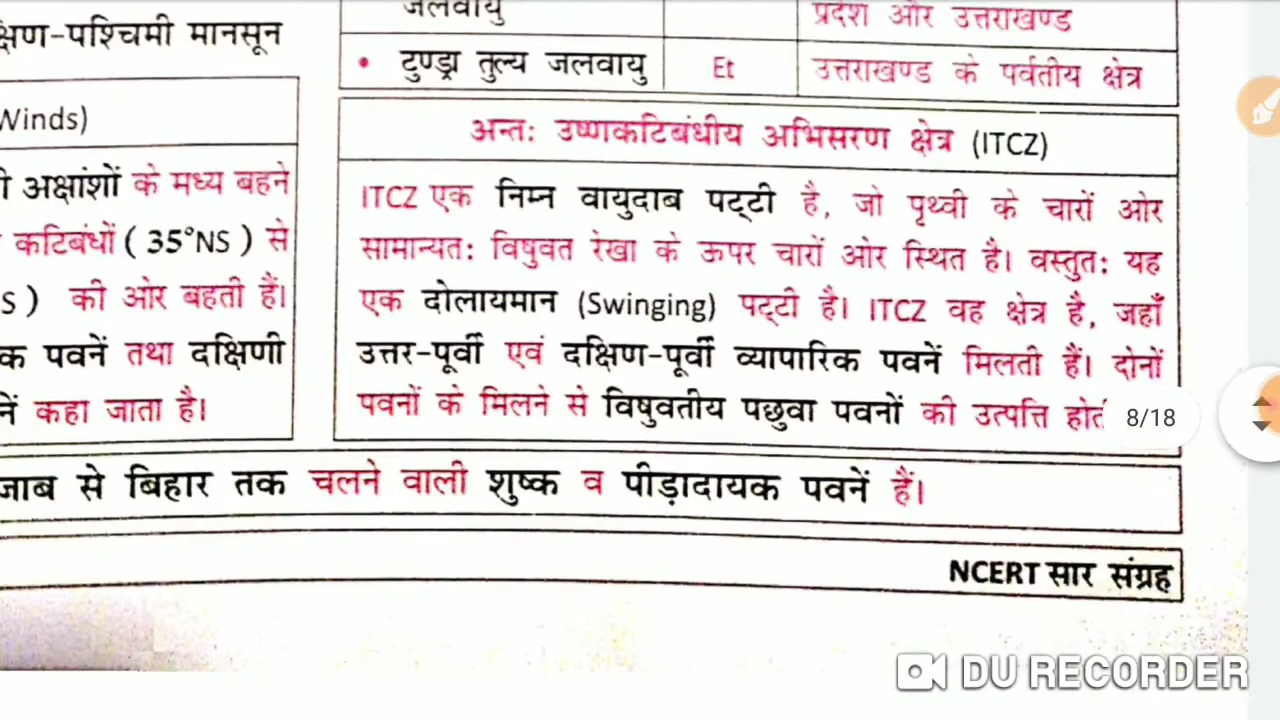 क्षिण-पश्चिमी मानसून
Winds)
ी अक्षांशों के मध्य बहने
कटिबंधों ( 35°NS ) से
S ) की ओर बहती हैं।
क पवनें तथा दक्षिणी
नें कहा जाता है।
जलवायु
प्रदेश और उत्तराखण्ड
• टुण्ड्रा तुल्य जलवायु Et उत्तराखण्ड के पर्वतीय क्षेत्र
अन्तः उष्णकटिबंधीय अभिसरण क्षेत्र (ITCZ)
ITCZ एक निम्न वायुदाब पट्टी है, जो पृथ्वी के चारों ओर
सामान्यतः विषुवत रेखा के ऊपर चारों ओर स्थित है। वस्तुतः यह
एक दोलायमान (Swinging) पट्टी है। ITCZ वह क्षेत्र है, जहाँ
उत्तर-पूर्वी एवं दक्षिण-पूर्वी व्यापारिक पवनें मिलती हैं। दोनों
पवनों के मिलने से विषुवतीय पछुवा पवनों की उत्पत्ति होत
8/18
जाब से बिहार तक चलने वाली शुष्क व पीड़ादायक पवनें हैं।
NCERT सार संग्रह
DU RECORDER